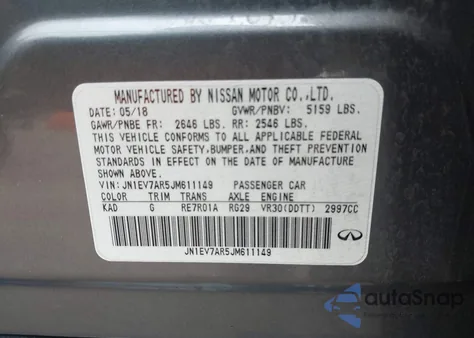 MANUFACTURED BY NISSAN MOTOR CO.,LTD.
DATE: 05/18 GVWR/PNBV: 5159 LBS.
GAWR/PNBE FR: 2646 LBS. RR: 2546 LBS.
THIS VEHICLE CONFORMS TO ALL APPLICABLE FEDERAL
MOTOR VEHICLE SAFETY,BUMPER,AND THEFT PREVENTION
STANDARDS IN EFFECT ON THE DATE OF MANUFACTURE
SHOWN ABOVE.
VIN: JN1EV7AR5JM611149 PASSENGER CAR
COLOR TRIM TRANS AXLE ENGINE
KAD G RE7R01A RG29 VR30(DDTT) 2997CC
JN1EV7AR5JM611149
INFINITI
autoSnap